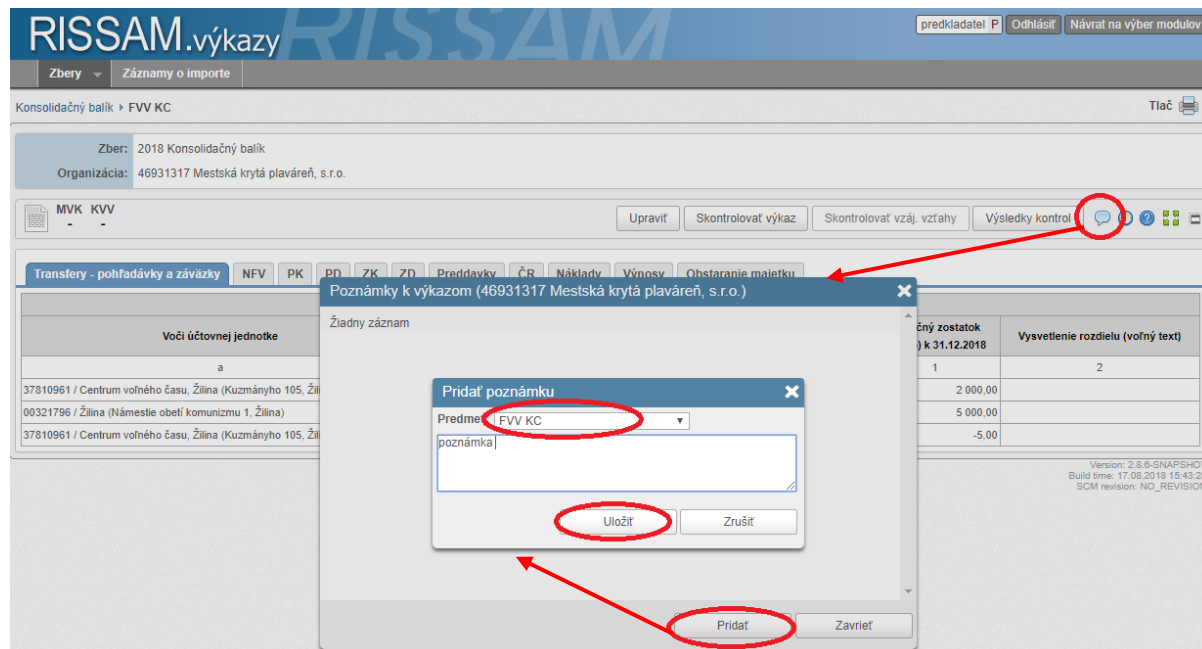 RISSAM.výkazy
RISSAM
predkladatel P Odhlásiť Návrat na výber modulov
Zbery Záznamy o importe
Konsolidačný balík FVV KC
Tlač
Zber: 2018 Konsolidačný balík
Organizácia: 46931317 Mestská krytá plaváreň, s.r.o.
MVK KVV
- -
Upraviť Skontrolovať výkaz Skontrolovať vzáj. vzťahy Výsledky kontrol
Transfery - pohľadávky a záväzky NFV PK PD ZK ZD Preddavky ČR Náklady Výnosy Obstaranie majetku
Poznámky k výkazom (46931317 Mestská krytá plaváreň, s.r.o.)
Žiadny záznam
Voči účtovnej jednotke
čný zostatok
) k 31.12.2018
Vysvetlenie rozdielu (voľný text)
a 1 2
37810961 / Centrum voľného času, Žilina (Kuzmányho 105, Žili 2 000,00
00321796 / Žilina (Námestie obetí komunizmu 1, Žilina) 5 000,00
37810961 / Centrum voľného času, Žilina (Kuzmányho 105, Žili -5,00
Pridať poznámku
Predmet FVV KC
poznámka
Uložiť Zrušiť
Version: 2.8.6-SNAPSHO
Build time: 17.08.2018 15:43:2
SCM revision: NO_REVISION
Pridať Zavrieť